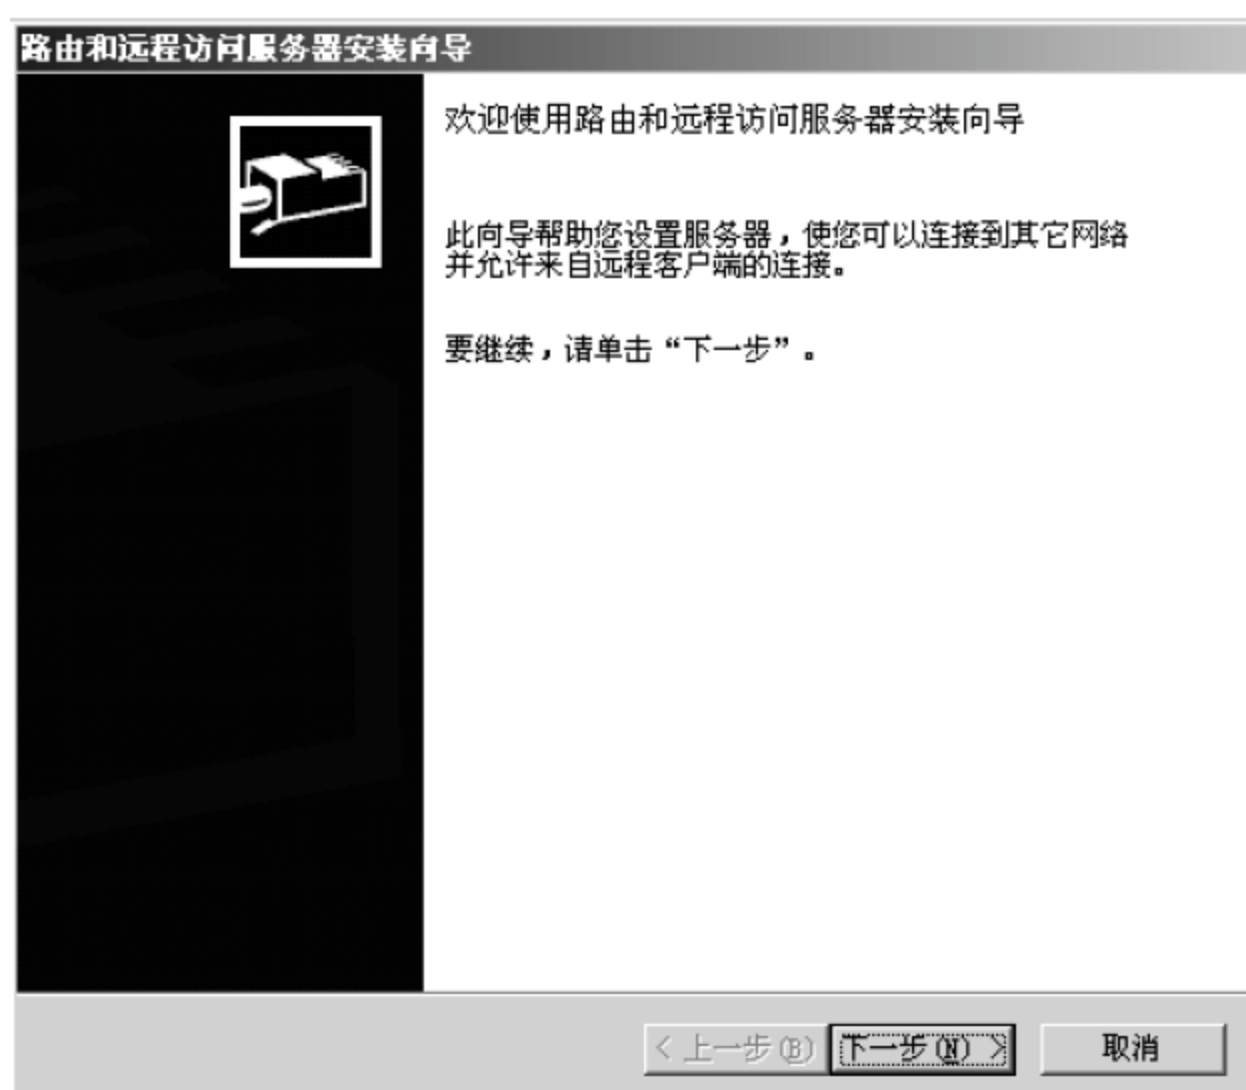 路由和远程访问服务器安装向导
欢迎使用路由和远程访问服务器安装向导
此向导帮助您设置服务器，使您可以连接到其它网络
并允许来自远程客户端的连接。
要继续，请单击“下一步”。
< 上一步(B)
下一步(N) >
取消